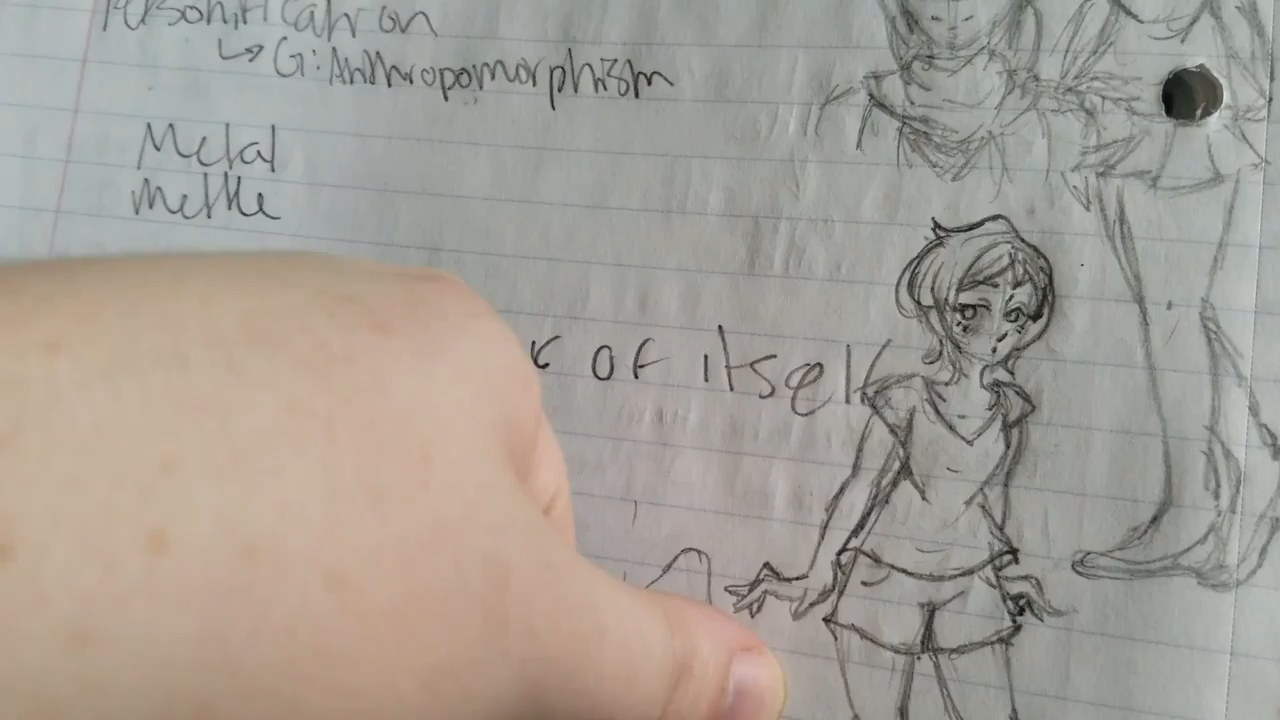 Personification
↳ G: Anthropomorphism
Metal
Mettle
of itself